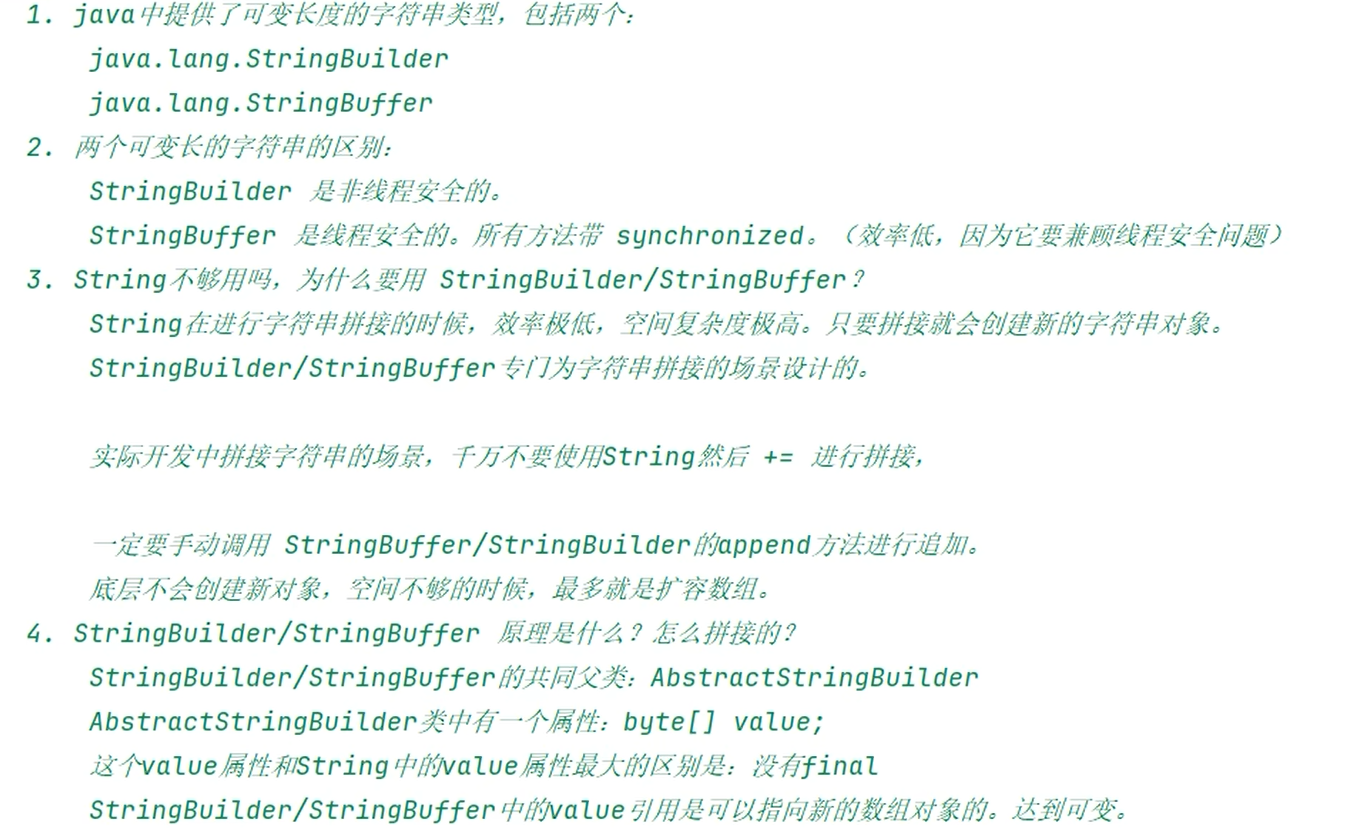 1. java中提供了可变长度的字符串类型，包括两个：
java.lang.StringBuilder
java.lang.StringBuffer
2. 两个可变长的字符串的区别：
StringBuilder 是非线程安全的。
StringBuffer 是线程安全的。所有方法带 synchronized。（效率低，因为它要兼顾线程安全问题）
3. String不够用吗，为什么要用 StringBuilder/StringBuffer？
String在进行字符串拼接的时候，效率极低，空间复杂度极高。只要拼接就会创建新的字符串对象。
StringBuilder/StringBuffer专门为字符串拼接的场景设计的。
实际开发中拼接字符串的场景，千万不要使用String然后 += 进行拼接，
一定要手动调用 StringBuffer/StringBuilder的append方法进行追加。
底层不会创建新对象，空间不够的时候，最多就是扩容数组。
4. StringBuilder/StringBuffer 原理是什么？怎么拼接的？
StringBuilder/StringBuffer的共同父类：AbstractStringBuilder
AbstractStringBuilder类中有一个属性：byte[] value;
这个value属性和String中的value属性最大的区别是：没有final
StringBuilder/StringBuffer中的value引用是可以指向新的数组对象的。达到可变。